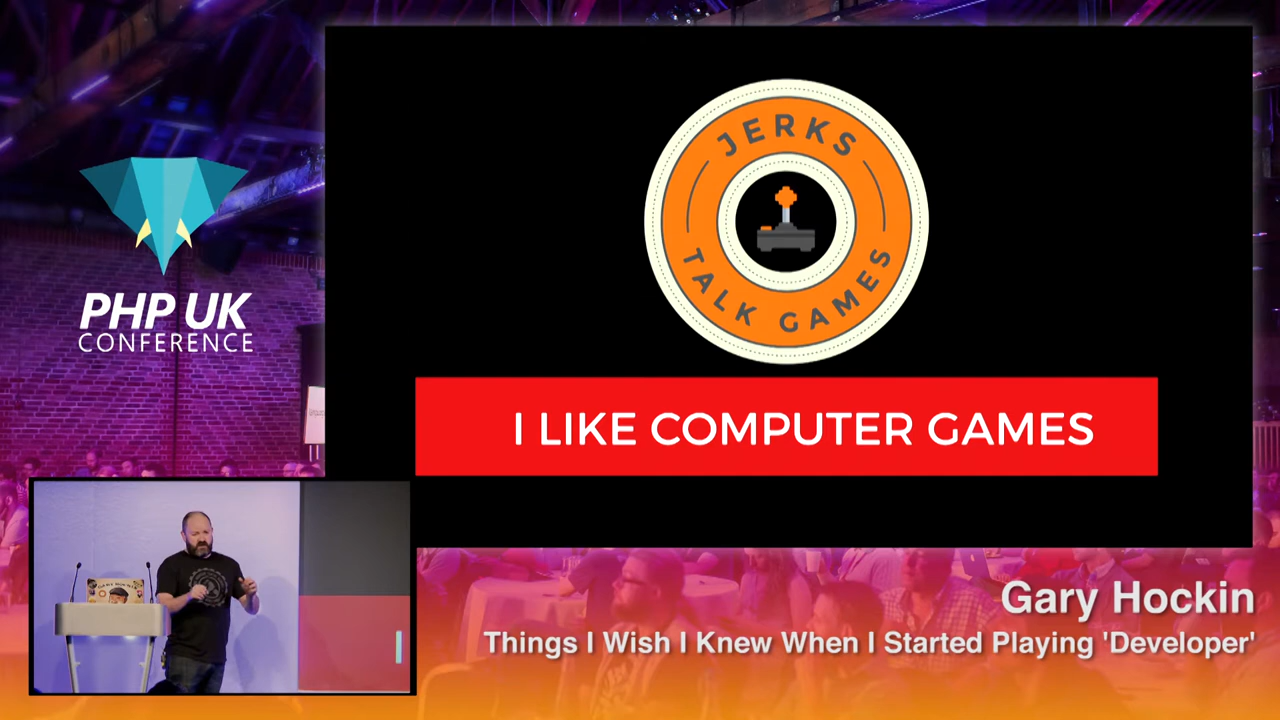 JERKS
TALK GAMES
I LIKE COMPUTER GAMES
PHP UK
CONFERENCE
Gary Hockin
Things I Wish I Knew When I Started Playing 'Developer'